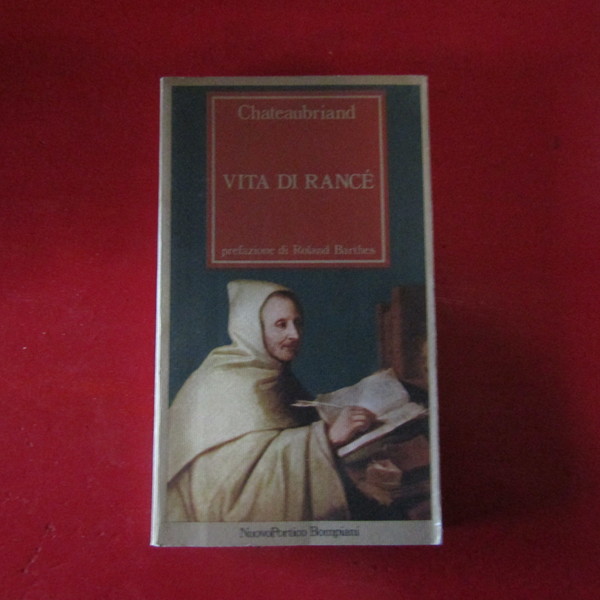 Chateaubriand
VITA DI RANCÉ
prefazione di Roland Barthes
NuovoPortico Bompiani